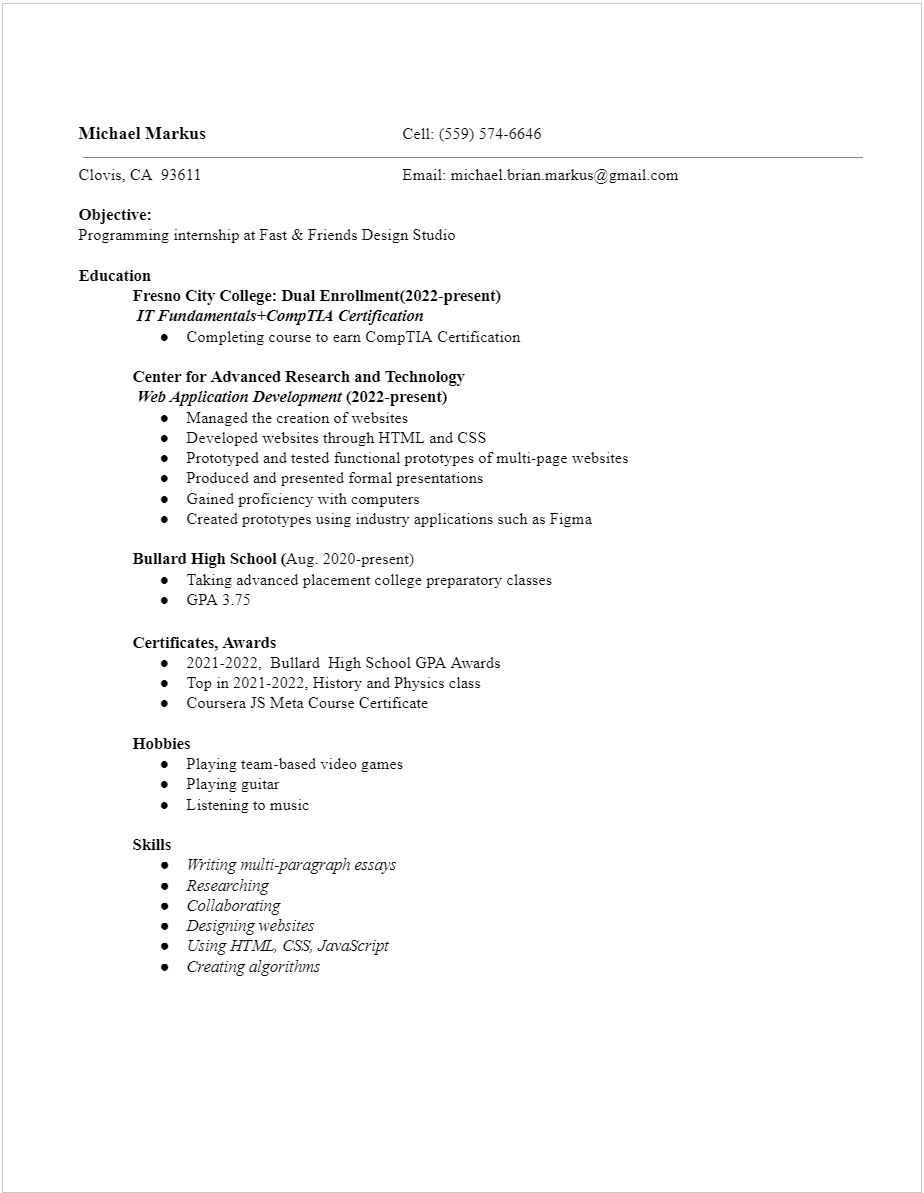 Michael Markus Cell: (559) 574-6646
Clovis, CA 93611 Email: michael.brian.markus@gmail.com
Objective:
Programming internship at Fast & Friends Design Studio
Education
Fresno City College: Dual Enrollment(2022-present)
IT Fundamentals+CompTIA Certification
● Completing course to earn CompTIA Certification
Center for Advanced Research and Technology
Web Application Development (2022-present)
● Managed the creation of websites
● Developed websites through HTML and CSS
● Prototyped and tested functional prototypes of multi-page websites
● Produced and presented formal presentations
● Gained proficiency with computers
● Created prototypes using industry applications such as Figma
Bullard High School (Aug. 2020-present)
● Taking advanced placement college preparatory classes
● GPA 3.75
Certificates, Awards
● 2021-2022, Bullard High School GPA Awards
● Top in 2021-2022, History and Physics class
● Coursera JS Meta Course Certificate
Hobbies
● Playing team-based video games
● Playing guitar
● Listening to music
Skills
● Writing multi-paragraph essays
● Researching
● Collaborating
● Designing websites
● Using HTML, CSS, JavaScript
● Creating algorithms